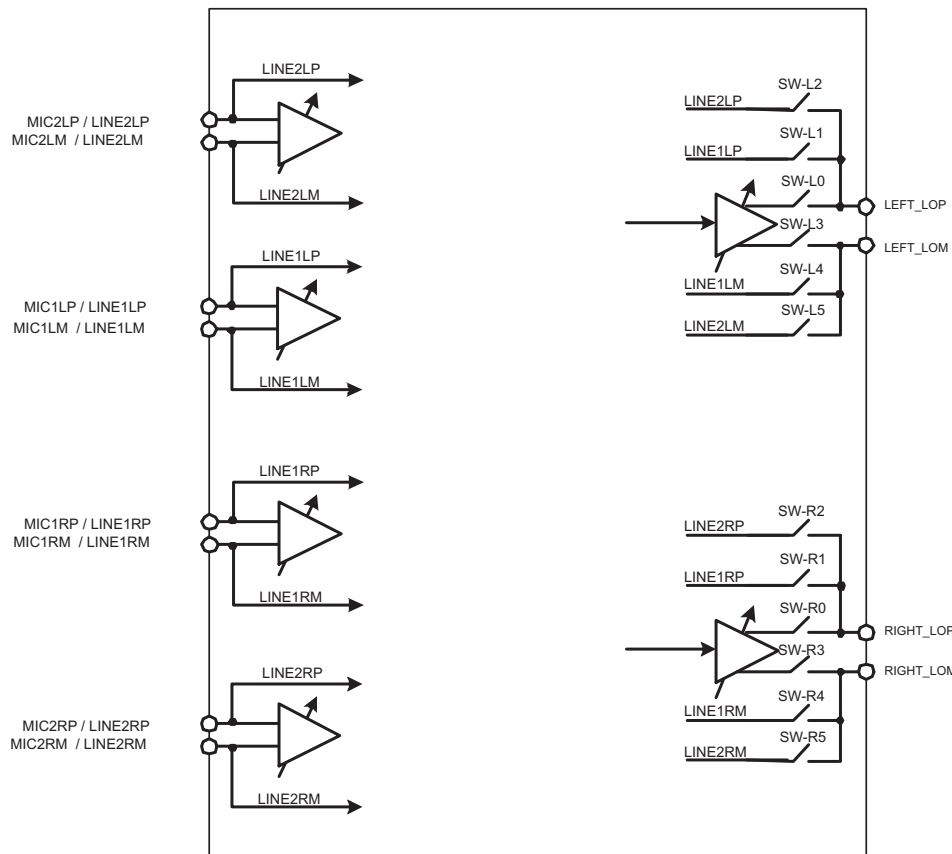 LINE2LP
MIC2LP / LINE2LP
MIC2LM / LINE2LM
LINE2LM
LINE1LP
MIC1LP / LINE1LP
MIC1LM / LINE1LM
LINE1LM
LINE1RP
MIC1RP / LINE1RP
MIC1RM / LINE1RM
LINE1RM
LINE2RP
MIC2RP / LINE2RP
MIC2RM / LINE2RM
LINE2RM
SW-L2
LINE2LP
SW-L1
LINE1LP
SW-L0
LEFT_LOP
SW-L3
LEFT_LOM
SW-L4
LINE1LM
SW-L5
LINE2LM
SW-R2
LINE2RP
SW-R1
LINE1RP
SW-R0
RIGHT_LOP
SW-R3
RIGHT_LOM
SW-R4
LINE1RM
SW-R5
LINE2RM